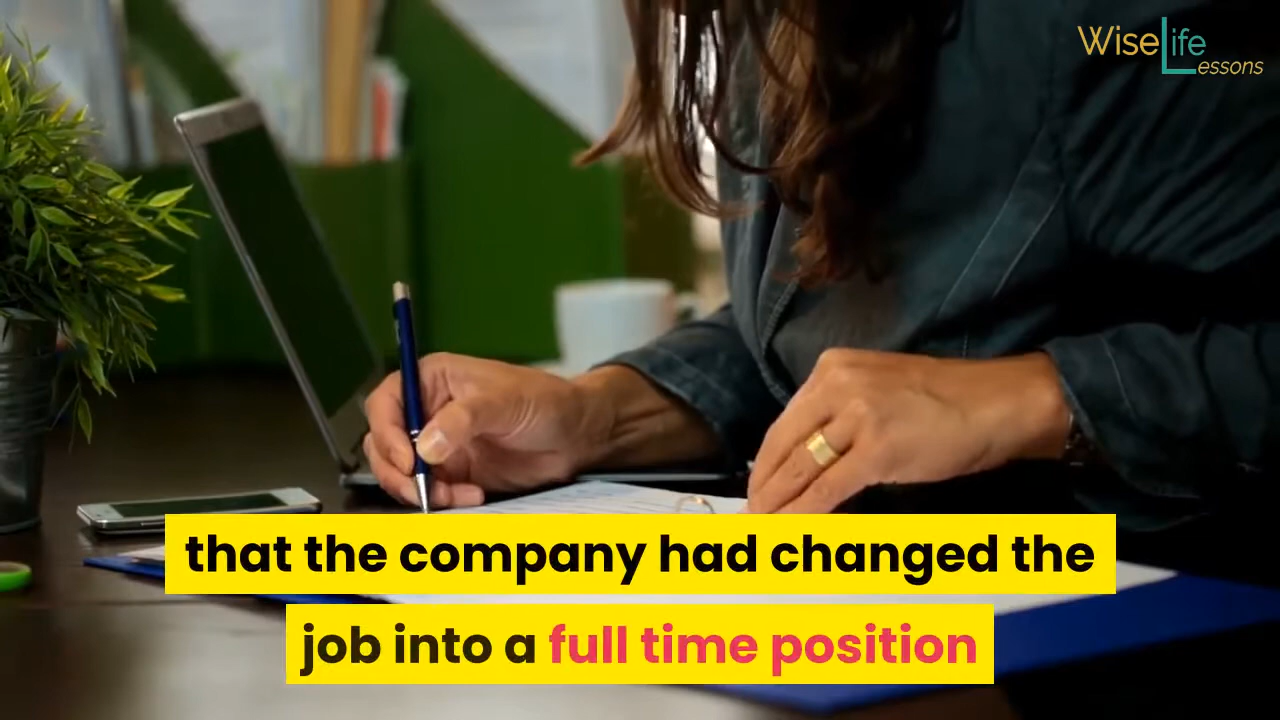 WiseLife
Lessons
that the company had changed the
job into a full time position